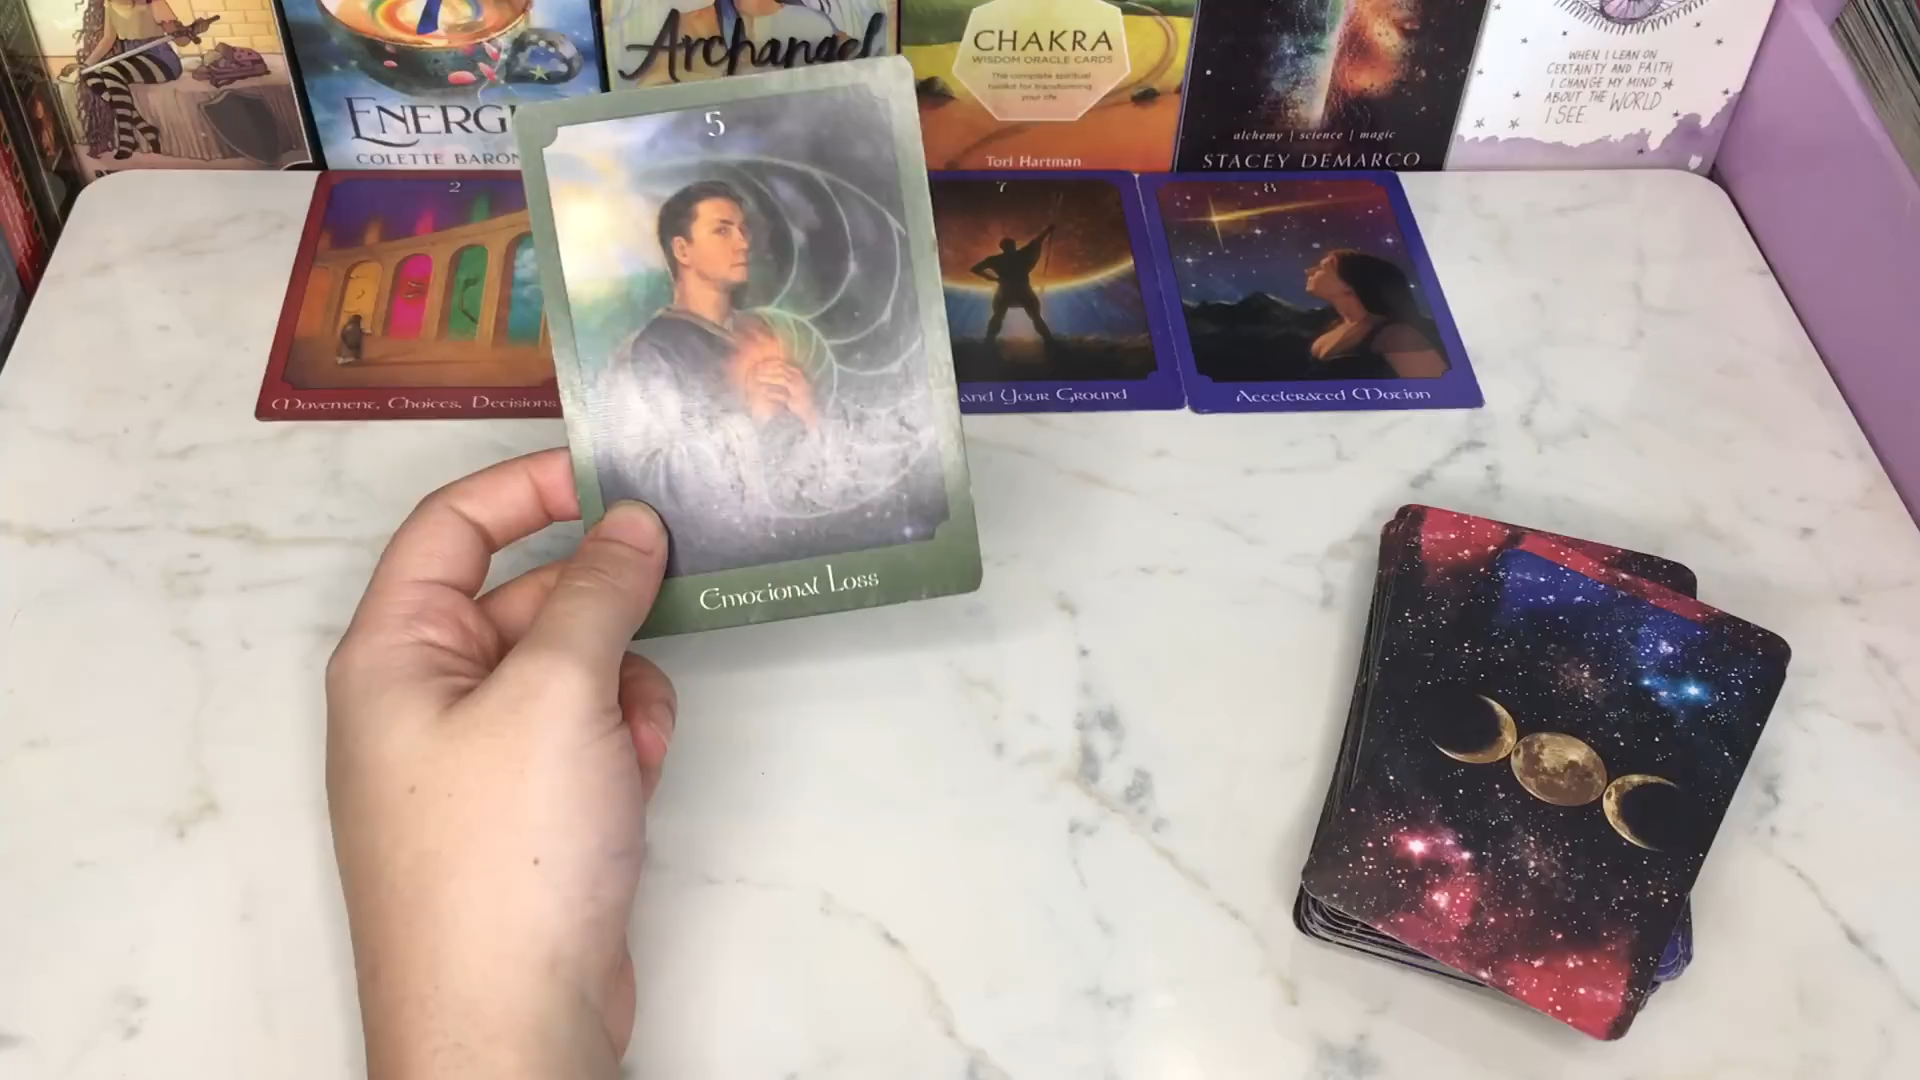 Archangel
CHAKRA
WISDOM ORACLE CARDS
The complete spiritual
toolkit for transforming
your life
Tori Hartman
ENERG
COLETTE BARON
alchemy | science | magic
STACEY DEMARCO
WHEN I LEAN ON
CERTAINTY AND FAITH
I CHANGE MY MIND
ABOUT THE WORLD
I SEE.
2
Movement, Choices, Decisions
5
Emotional Loss
7
and Your Ground
8
Accelerated Motion